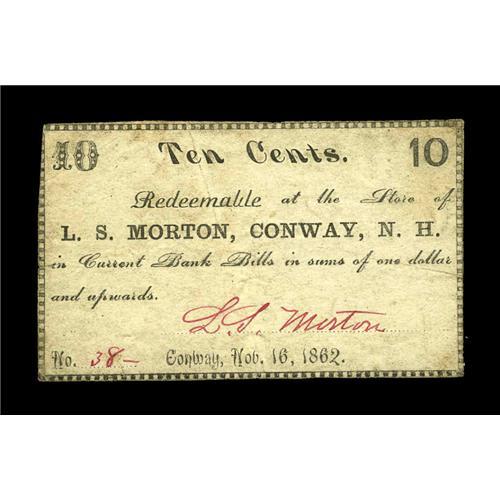 10 Ten Cents. 10
Redeemable at the Store of
L. S. MORTON, CONWAY, N. H.
in Current Bank Bills in sums of one dollar
and upwards.
L. S. Morton
No. 38- Conway, Nov. 16, 1862.